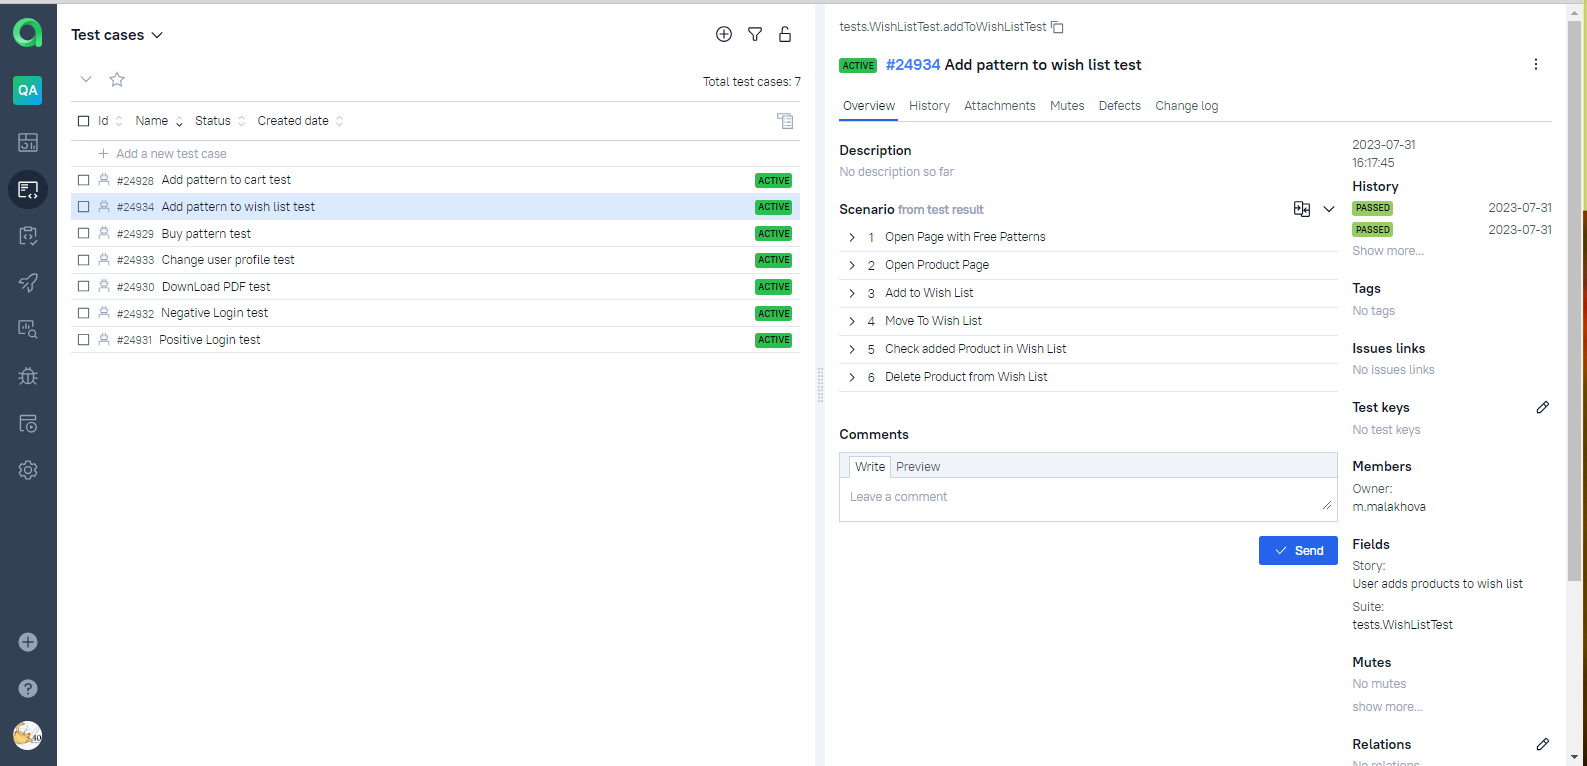 QA
Test cases
Total test cases: 7
Id Name Status Created date
Add a new test case
#24928 Add pattern to cart test ACTIVE
#24934 Add pattern to wish list test ACTIVE
#24929 Buy pattern test ACTIVE
#24933 Change user profile test ACTIVE
#24930 DownLoad PDF test ACTIVE
#24932 Negative Login test ACTIVE
#24931 Positive Login test ACTIVE
tests.WishListTest.addToWishListTest
ACTIVE #24934 Add pattern to wish list test
Overview History Attachments Mutes Defects Change log
Description
No description so far
Scenario from test result
1 Open Page with Free Patterns
2 Open Product Page
3 Add to Wish List
4 Move To Wish List
5 Check added Product in Wish List
6 Delete Product from Wish List
Comments
Write Preview
Leave a comment
Send
2023-07-31
16:17:45
History
PASSED 2023-07-31
PASSED 2023-07-31
Show more...
Tags
No tags
Issues links
No issues links
Test keys
No test keys
Members
Owner:
m.malakhova
Fields
Story:
User adds products to wish list
Suite:
tests.WishListTest
Mutes
No mutes
show more...
Relations
No relations